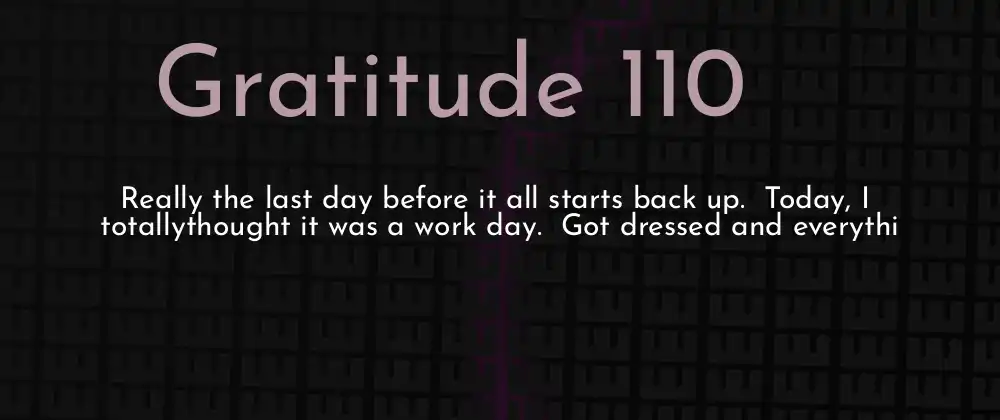 Gratitude 110
Really the last day before it all starts back up.  Today, I
totallythought it was a work day.  Got dressed and everythi